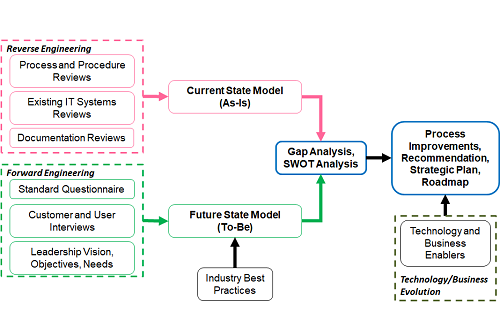 Reverse Engineering
Process and Procedure
Reviews
Existing IT Systems
Reviews
Documentation Reviews
Current State Model
(As-Is)
Forward Engineering
Standard Questionnaire
Customer and User
Interviews
Leadership Vision,
Objectives, Needs
Future State Model
(To-Be)
Industry Best
Practices
Gap Analysis,
SWOT Analysis
Process
Improvements,
Recommendation,
Strategic Plan,
Roadmap
Technology and
Business
Enablers
Technology/Business
Evolution